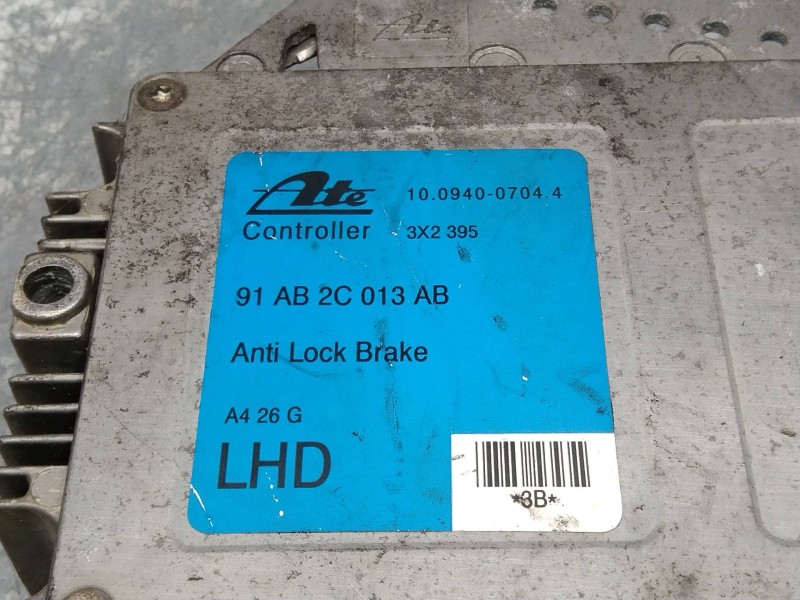 Ate
Ate 10.0940-0704.4
Controller 3X2 395
91 AB 2C 013 AB
Anti Lock Brake
A4 26 G
LHD
*3B*